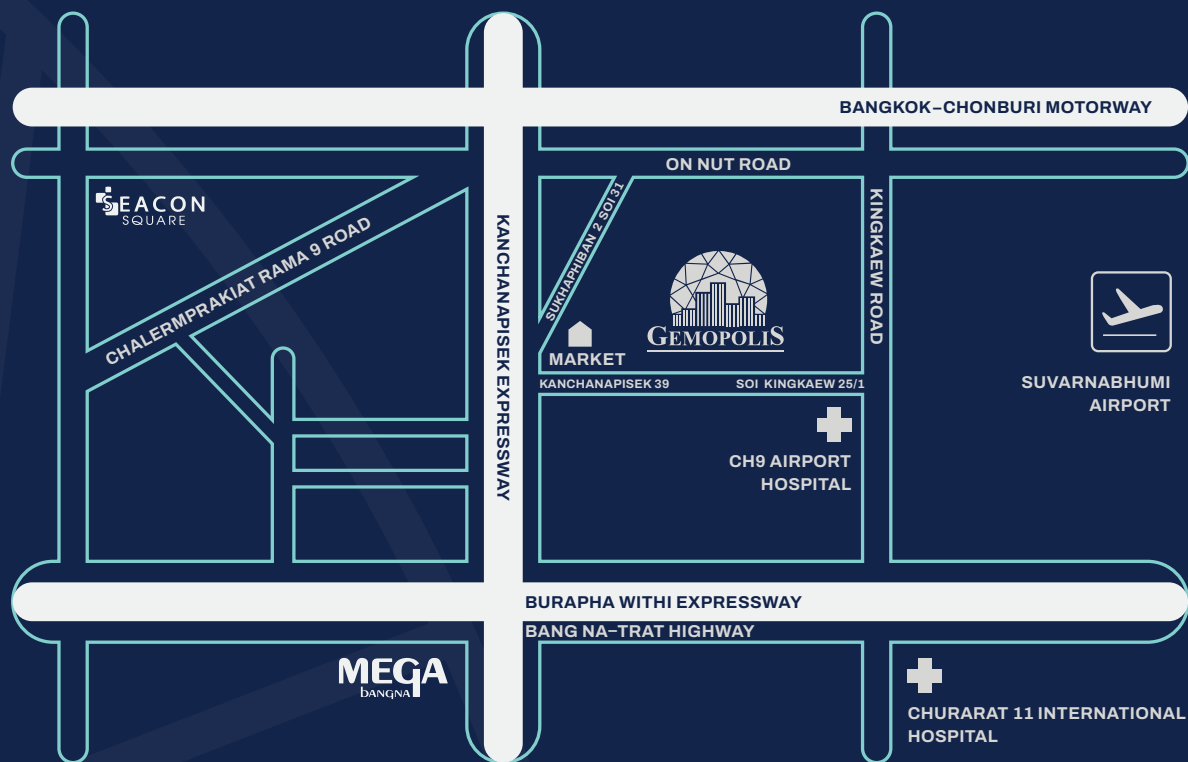 BANGKOK–CHONBURI MOTORWAY
ON NUT ROAD
SEACON
SQUARE
CHALERMPRAKIAT RAMA 9 ROAD
KANCHANAPISEK EXPRESSWAY
SUKHAPHIBAN 2 SOI 31
KINGKAEW ROAD
GEMOPOLIS
MARKET
KANCHANAPISEK 39
SOI KINGKAEW 25/1
SUVARNABHUMI
AIRPORT
CH9 AIRPORT
HOSPITAL
BURAPHA WITHI EXPRESSWAY
BANG NA–TRAT HIGHWAY
MEGA
bANGNA
CHURARAT 11 INTERNATIONAL
HOSPITAL